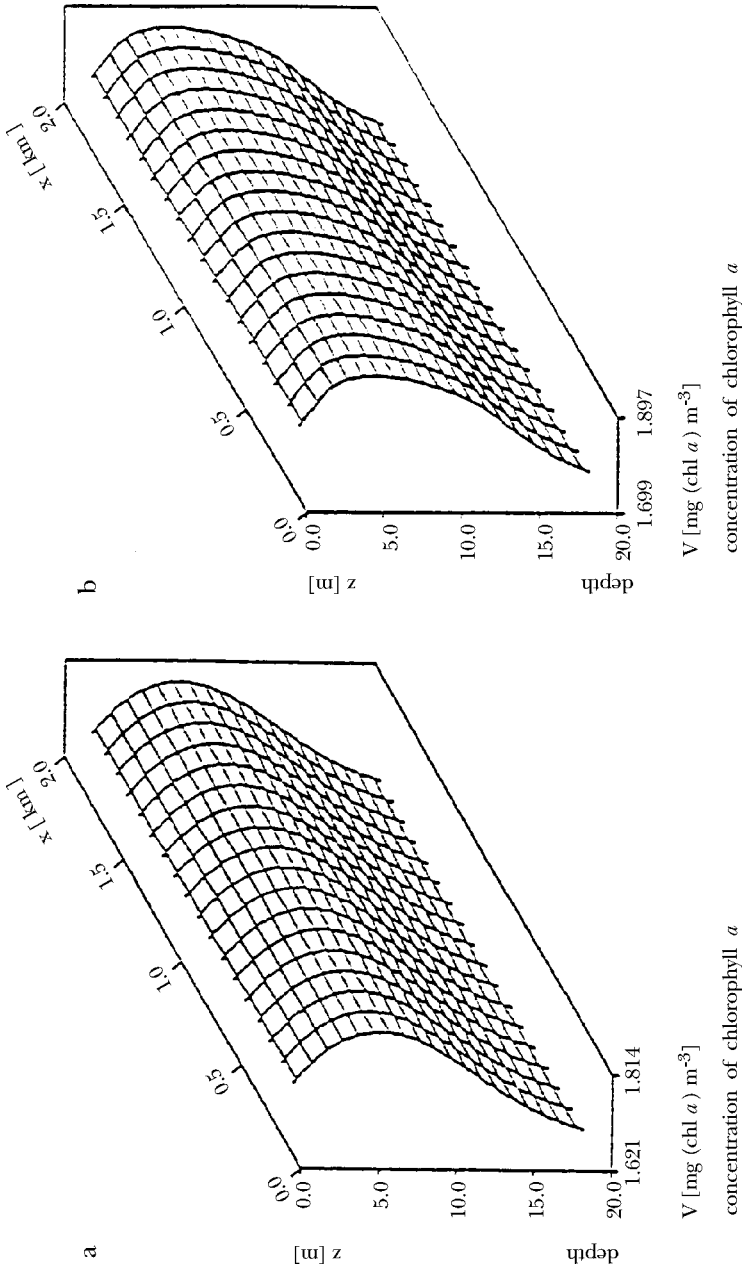 a
x [ km ]
2.0
1.5
1.0
0.5
0.0
0.0
5.0
10.0
15.0
20.0
z [m]
depth
1.621
1.814
V [mg (chl a ) m-3]
concentration of chlorophyll a
b
x [ km ]
2.0
1.5
1.0
0.5
0.0
0.0
5.0
10.0
15.0
20.0
z [m]
depth
1.699
1.897
V [mg (chl a ) m-3]
concentration of chlorophyll a